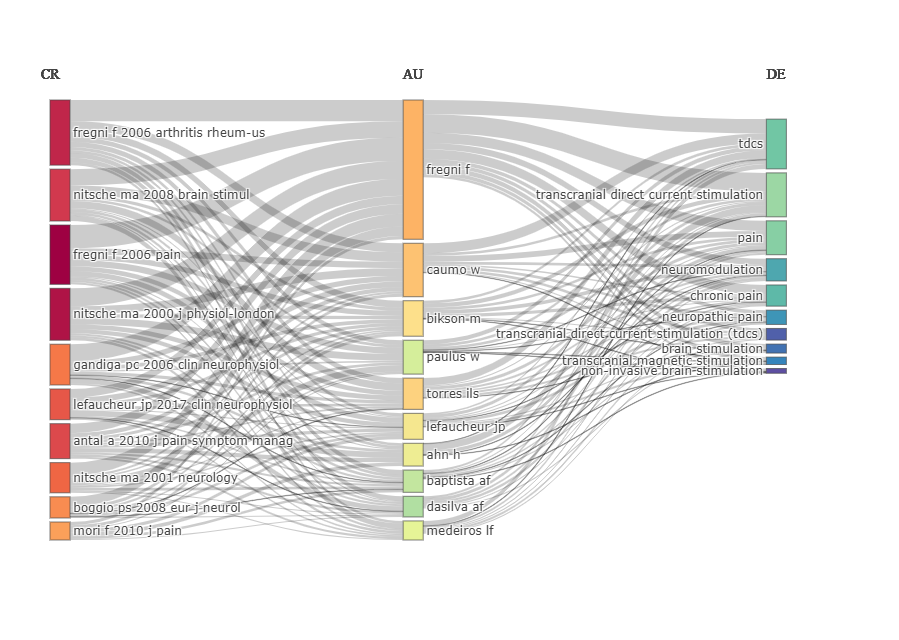 CR
AU
DE
fregni f 2006 arthritis rheum-us
nitsche ma 2008 brain stimul
fregni f 2006 pain
nitsche ma 2000 j physiol-london
gandiga pc 2006 clin neurophysiol
lefaucheur jp 2017 clin neurophysiol
antal a 2010 j pain symptom manag
nitsche ma 2001 neurology
boggio ps 2008 eur j neurol
mori f 2010 j pain
fregni f
caumo w
bikson m
paulus w
torres ils
lefaucheur jp
ahn h
baptista af
dasilva af
medeiros lf
tdcs
transcranial direct current stimulation
pain
neuromodulation
chronic pain
neuropathic pain
transcranial direct current stimulation (tdcs)
brain stimulation
transcranial magnetic stimulation
non-invasive brain stimulation